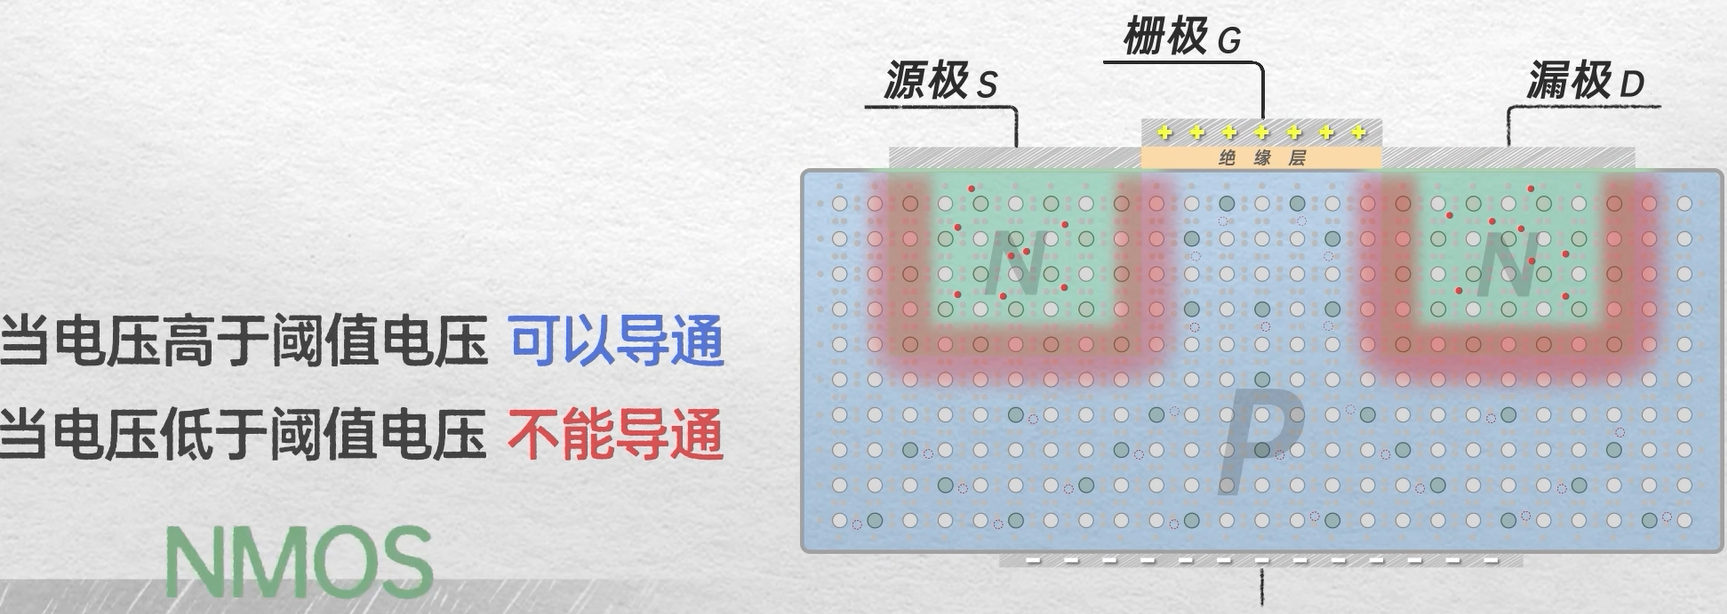 栅极 G
源极 S
漏极 D
绝缘层
N
N
当电压高于阈值电压 可以导通
P
当电压低于阈值电压 不能导通
NMOS